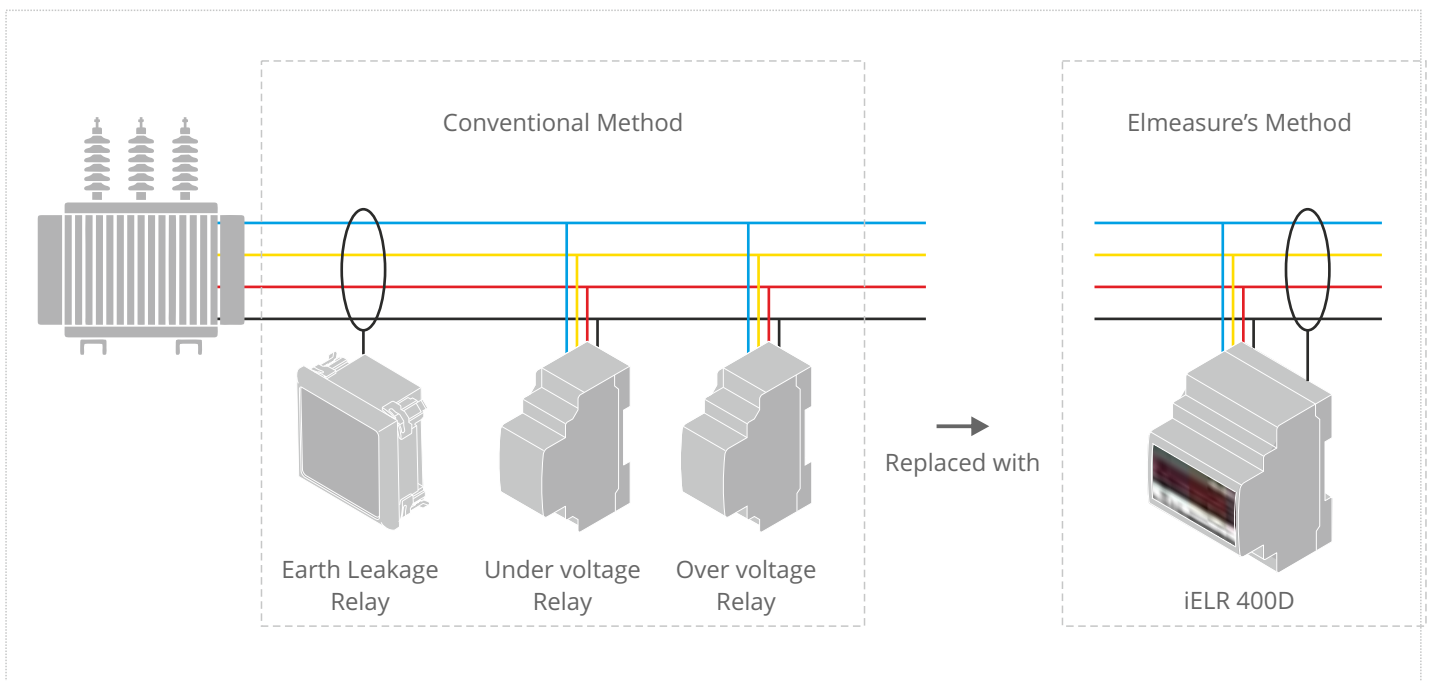 Conventional Method
Elmeasure’s Method
Replaced with
Earth Leakage
Relay
Under voltage
Relay
Over voltage
Relay
iELR 400D